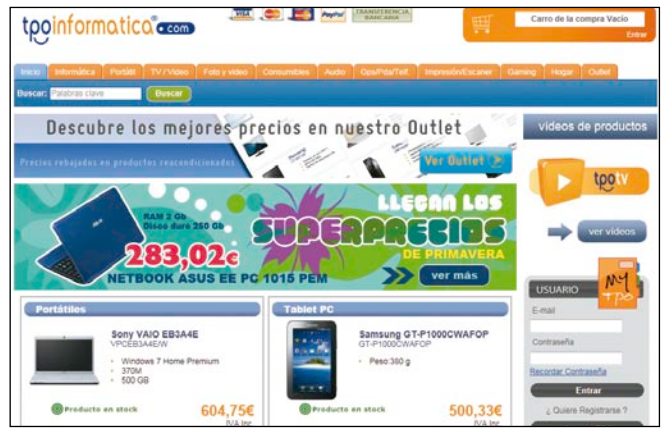 tpoinformatica.com
VISA
PayPal
TRANSFERENCIA
BANCARIA
Carro de la compra Vacío
Entrar
Inicio Informática Portátil TV / Video Foto y video Consumibles Audio Gps/Pda/Telf. Impresión/Escaner Gaming Hogar Outlet
Buscar: Palabras clave Buscar
Descubre los mejores precios en nuestro Outlet
Precios rebajados en productos reacondicionados
Ver Outlet
videos de productos
tpotv
ver videos
LLEGAN LOS
SUPERPRECIOS
DE PRIMAVERA
RAM 2 Gb
Disco duro 250 Gb
283,02€
NETBOOK ASUS EE PC 1015 PEM
ver más
My
tpo
USUARIO
E-mail
Contraseña
Recordar Contraseña
Entrar
¿ Quiere Registrarse ?
Portátiles
Sony VAIO EB3A4E
VPCEB3A4E/W
Windows 7 Home Premium
370M
500 GB
Producto en stock
604,75€
IVA Inc.
Tablet PC
Samsung GT-P1000CWAFOP
GT-P1000CWAFOP
Peso 380 g
Producto en stock
500,33€
IVA Inc.